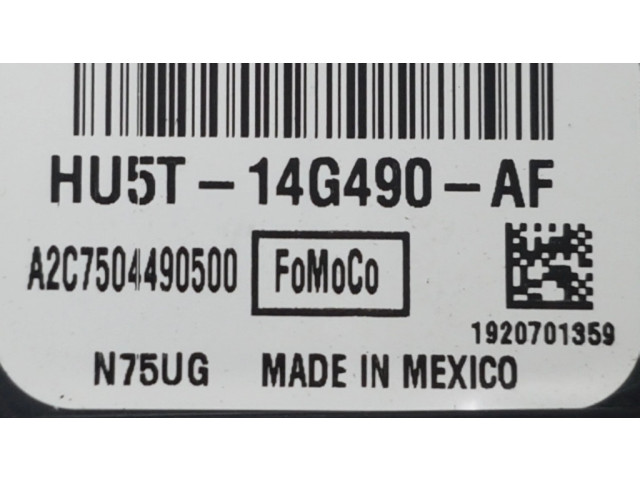 HU5T-14G490-AF
A2C7504490500 FoMoCo
1920701359
N75UG MADE IN MEXICO